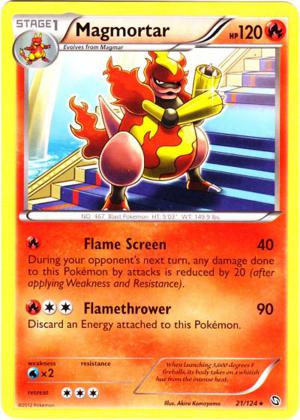 STAGE1
Magmortar
HP120
Evolves from Magmar
NO. 467 Blast Pokémon HT: 5'03" WT: 149.9 lbs.
Flame Screen 40
During your opponent's next turn, any damage done
to this Pokémon by attacks is reduced by 20 (after
applying Weakness and Resistance).
Flamethrower 90
Discard an Energy attached to this Pokémon.
weakness
resistance
×2
retreat
When launching 3,600 degrees F
fireballs, its body takes on a whitish
hue from the intense heat.
Illus. Akira Komayama
21/124 ★
©2012 Pokémon